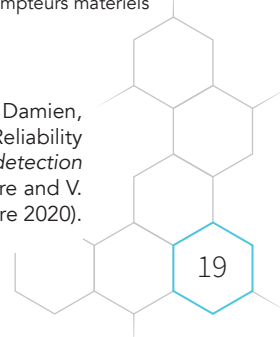 mpteurs matériels
Damien,
Reliability
detection
re and V.
re 2020).
19